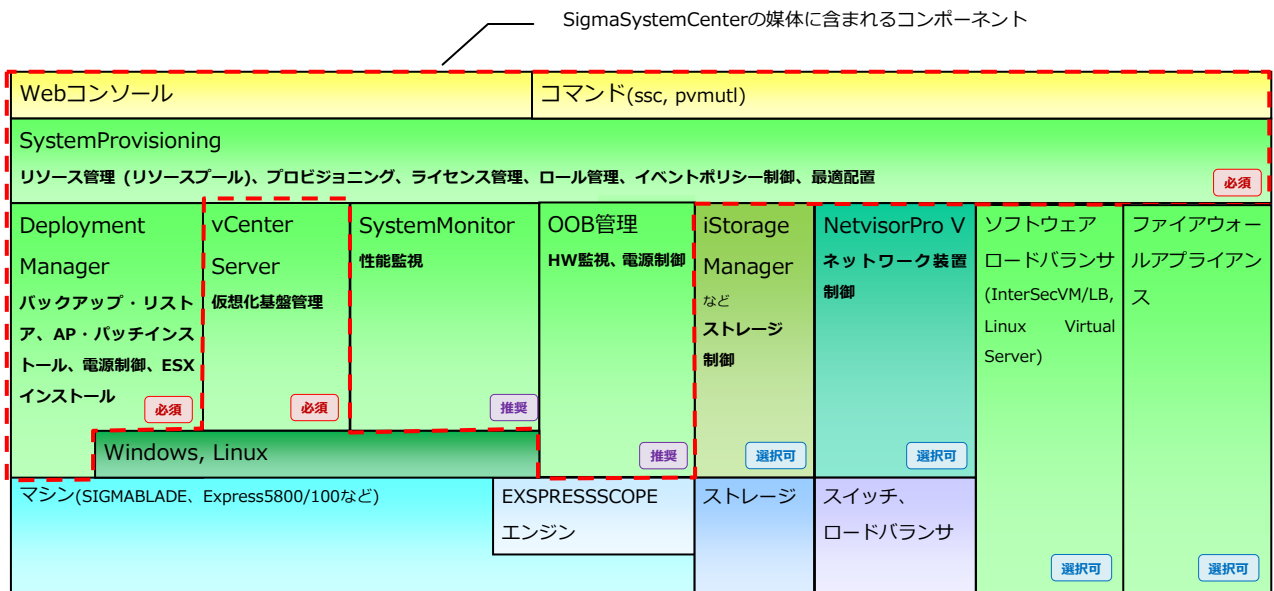 SigmaSystemCenterの媒体に含まれるコンポーネント
Webコンソール
コマンド(ssc, pvmutl)
SystemProvisioning
リソース管理 (リソースプール)、プロビジョニング、ライセンス管理、ロール管理、イベントポリシー制御、最適配置
必須
Deployment
Manager
バックアップ・リスト
ア、AP・パッチインス
トール、電源制御、ESX
インストール
必須
vCenter
Server
仮想化基盤管理
必須
SystemMonitor
性能監視
推奨
OOB管理
HW監視、電源制御
推奨
iStorage
Manager
など
ストレージ
制御
選択可
NetvisorPro V
ネットワーク装置
制御
選択可
ソフトウェア
ロードバランサ
(InterSecVM/LB,
Linux Virtual
Server)
選択可
ファイアウォー
ルアプライアン
ス
選択可
Windows, Linux
マシン(SIGMABLADE、Express5800/100など)
EXSPRESSSCOPE
エンジン
ストレージ
スイッチ、
ロードバランサ